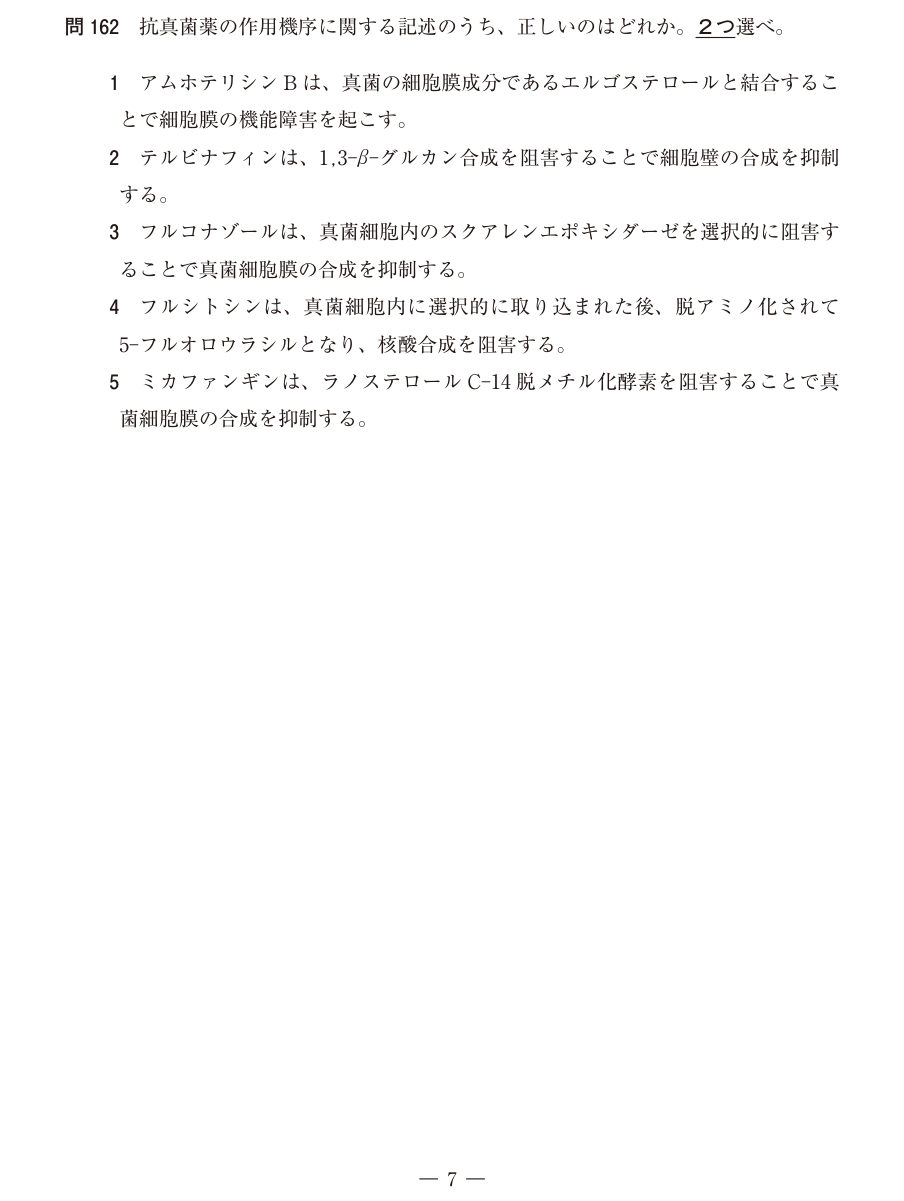 問 162　抗真菌薬の作用機序に関する記述のうち、正しいのはどれか。２つ選べ。
1　アムホテリシン B は、真菌の細胞膜成分であるエルゴステロールと結合するこ
とで細胞膜の機能障害を起こす。
2　テルビナフィンは、1,3-β-グルカン合成を阻害することで細胞壁の合成を抑制
する。
3　フルコナゾールは、真菌細胞内のスクアレンエポキシダーゼを選択的に阻害す
ることで真菌細胞膜の合成を抑制する。
4　フルシトシンは、真菌細胞内に選択的に取り込まれた後、脱アミノ化されて
5-フルオロウラシルとなり、核酸合成を阻害する。
5　ミカファンギンは、ラノステロール C-14 脱メチル化酵素を阻害することで真
菌細胞膜の合成を抑制する。
― 7 ―